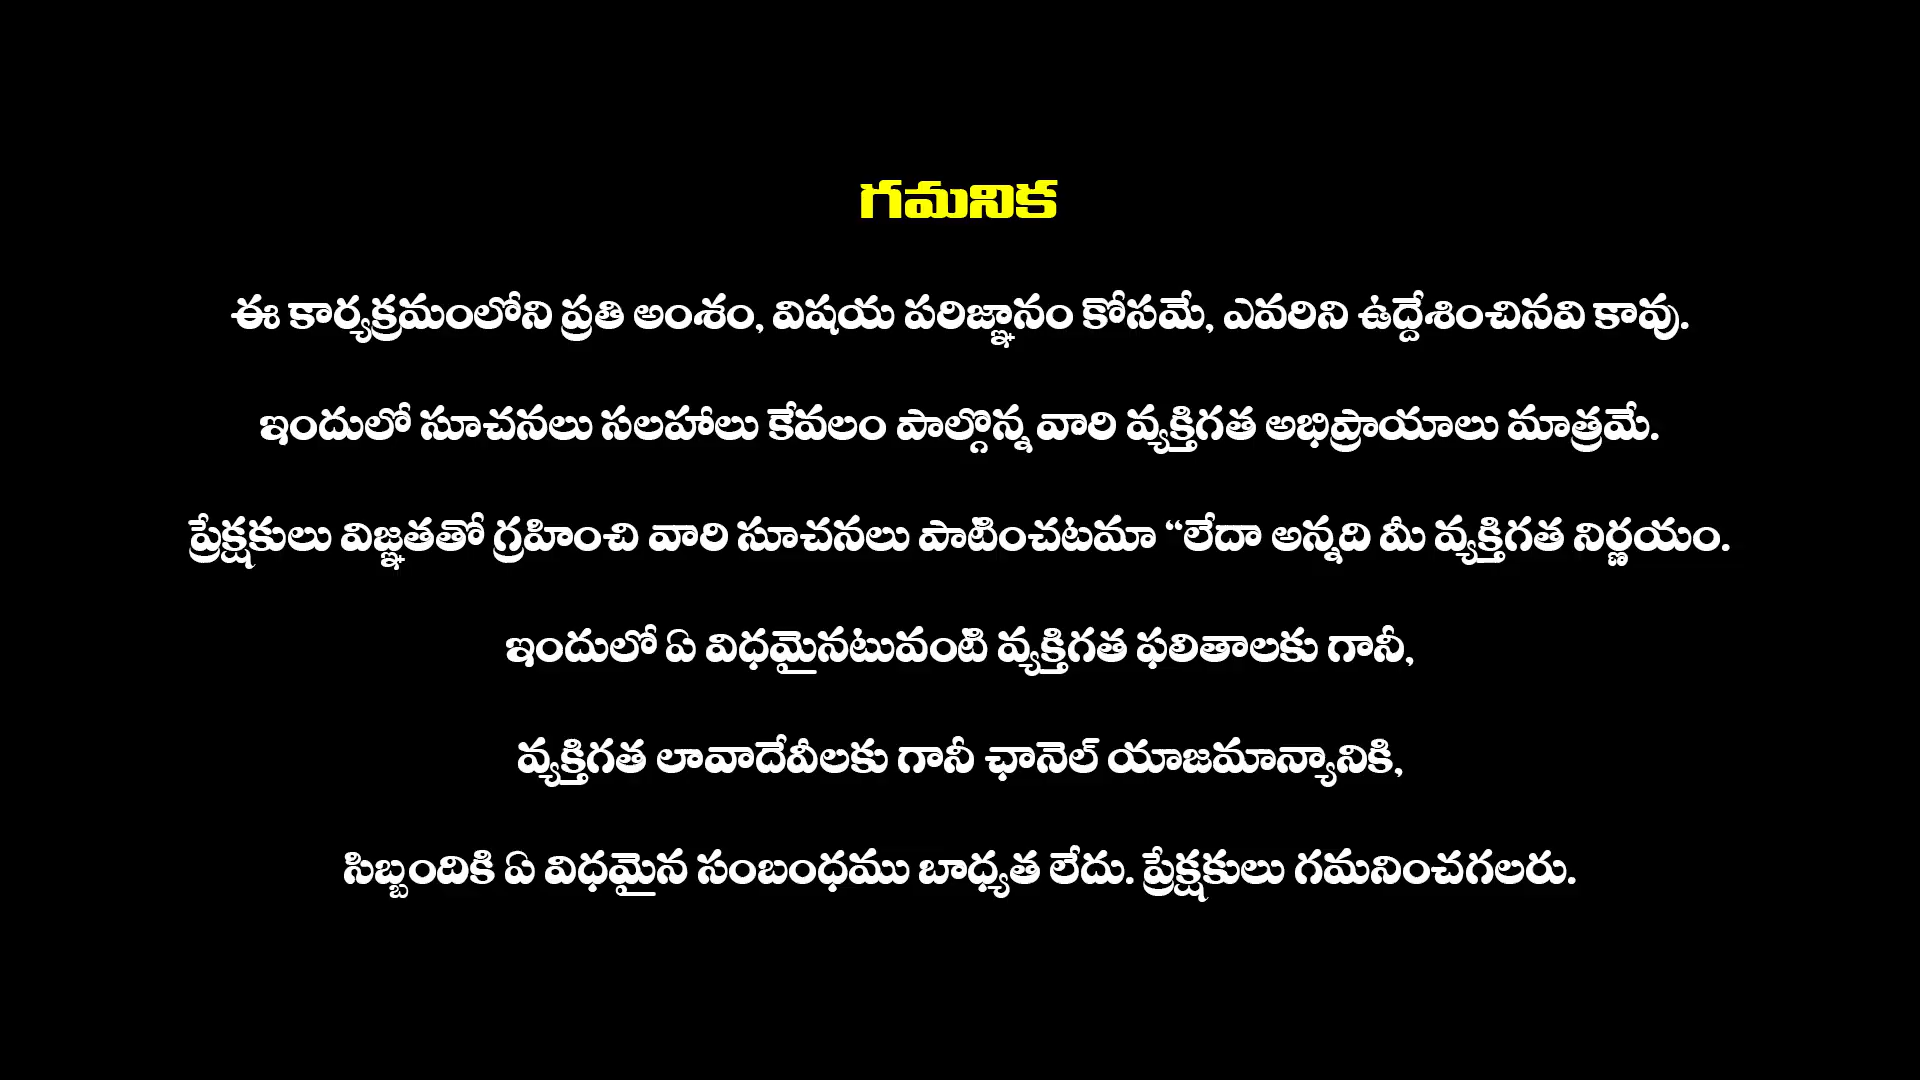 గమనిక
ఈ కార్యక్రమంలోని ప్రతి అంశం, విషయ పరిజ్ఞానం కోసమే, ఎవరిని ఉద్దేశించినవి కావు.
ఇందులో సూచనలు సలహాలు కేవలం పాల్గొన్న వారి వ్యక్తిగత అభిప్రాయాలు మాత్రమే.
ప్రేక్షకులు విజ్ఞతతో గ్రహించి వారి సూచనలు పాటించటమా “లేదా అన్నది మీ వ్యక్తిగత నిర్ణయం.
ఇందులో ఏ విధమైనటువంటి వ్యక్తిగత ఫలితాలకు గానీ,
వ్యక్తిగత లావాదేవీలకు గానీ ఛానెల్ యాజమాన్యానికి,
సిబ్బందికి ఏ విధమైన సంబంధము బాధ్యత లేదు. ప్రేక్షకులు గమనించగలరు.